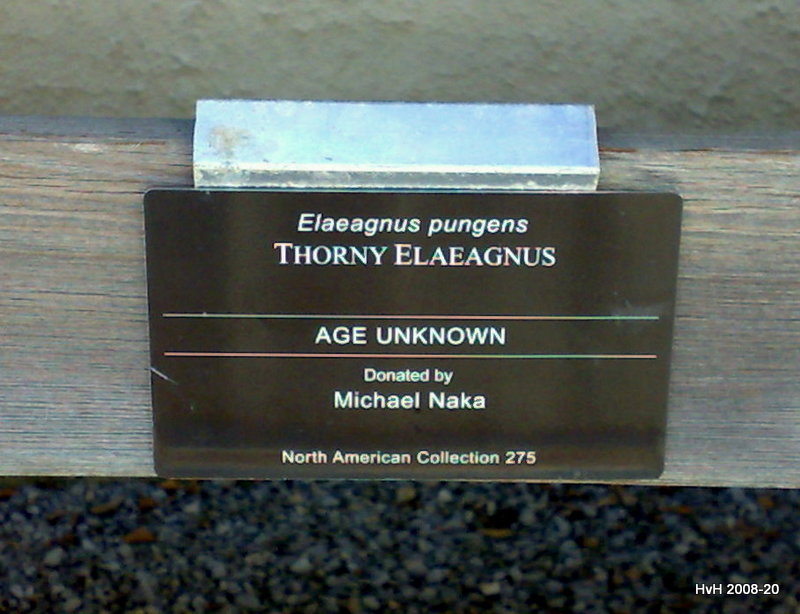 Elaeagnus pungens
THORNY ELAEAGNUS
AGE UNKNOWN
Donated by
Michael Naka
North American Collection 275
HvH 2008-20